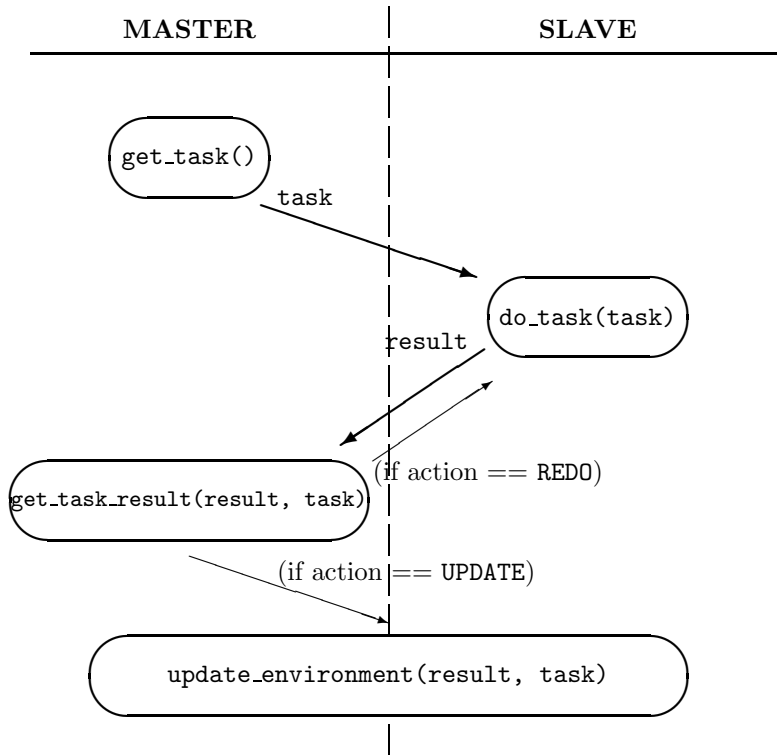 MASTER SLAVE
get_task()
task
do_task(task)
result
(if action == REDO)
get_task_result(result, task)
(if action == UPDATE)
update_environment(result, task)